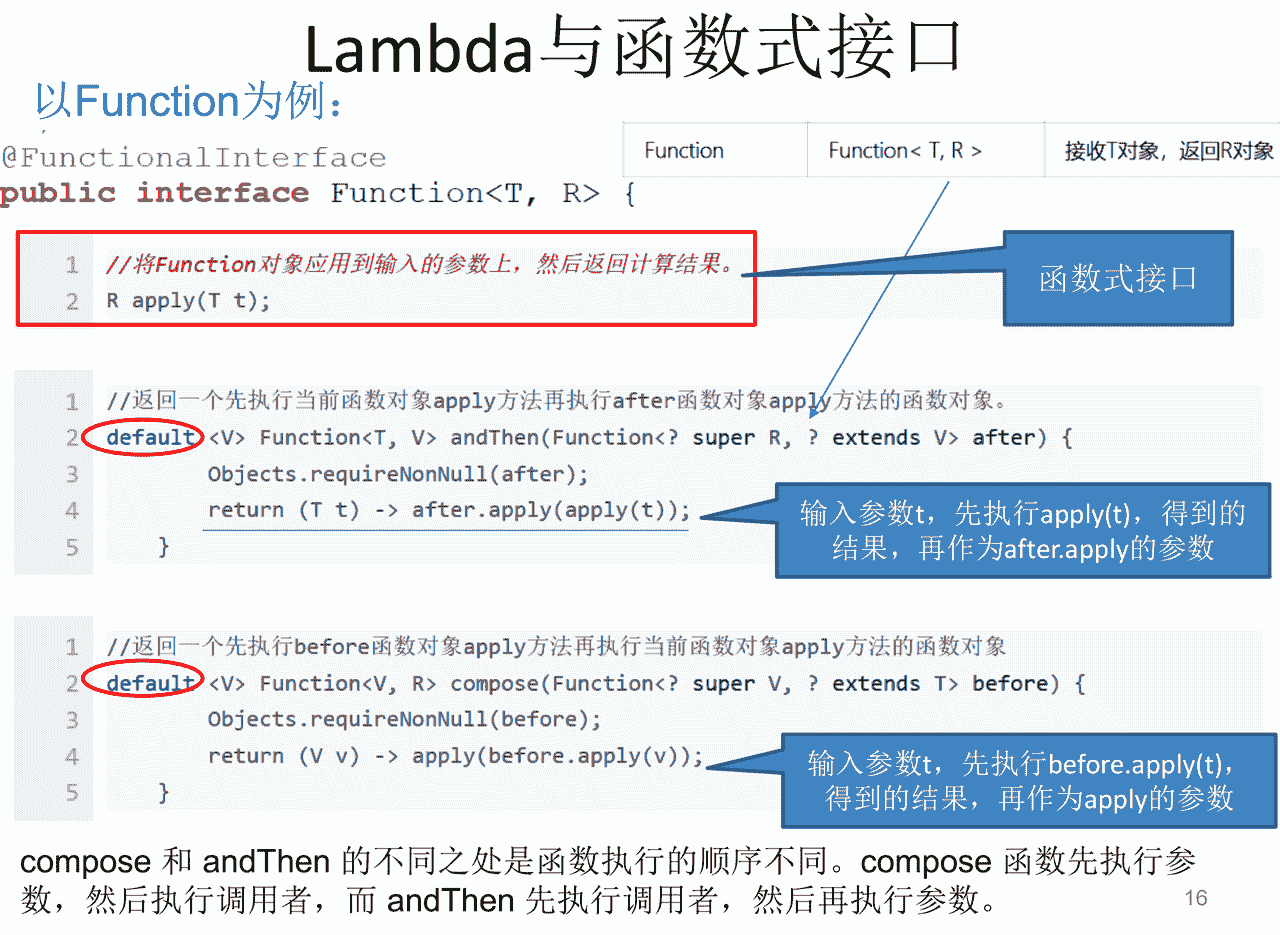 Lambda与函数式接口
以Function为例：
@FunctionalInterface
public interface Function<T, R> {
Function
Function< T, R >
接收T对象，返回R对象
1 //将Function对象应用到输入的参数上，然后返回计算结果。
2 R apply(T t);
函数式接口
1 //返回一个先执行当前函数对象apply方法再执行after函数对象apply方法的函数对象。
2 default <V> Function<T, V> andThen(Function<? super R, ? extends V> after) {
3 Objects.requireNonNull(after);
4 return (T t) -> after.apply(apply(t));
5 }
输入参数t，先执行apply(t)，得到的
结果，再作为after.apply的参数
1 //返回一个先执行before函数对象apply方法再执行当前函数对象apply方法的函数对象
2 default <V> Function<V, R> compose(Function<? super V, ? extends T> before) {
3 Objects.requireNonNull(before);
4 return (V v) -> apply(before.apply(v));
5 }
输入参数t，先执行before.apply(t)，
得到的结果，再作为apply的参数
compose 和 andThen 的不同之处是函数执行的顺序不同。compose 函数先执行参
数，然后执行调用者，而 andThen 先执行调用者，然后再执行参数。
16